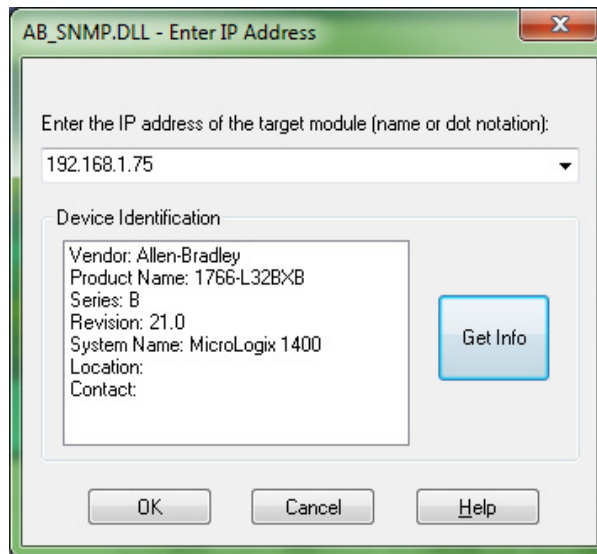 AB_SNMP.DLL - Enter IP Address
Enter the IP address of the target module (name or dot notation):
192.168.1.75
Device Identification
Vendor: Allen-Bradley
Product Name: 1766-L32BXB
Series: B
Revision: 21.0
System Name: MicroLogix 1400
Location:
Contact:
Get Info
OK
Cancel
Help